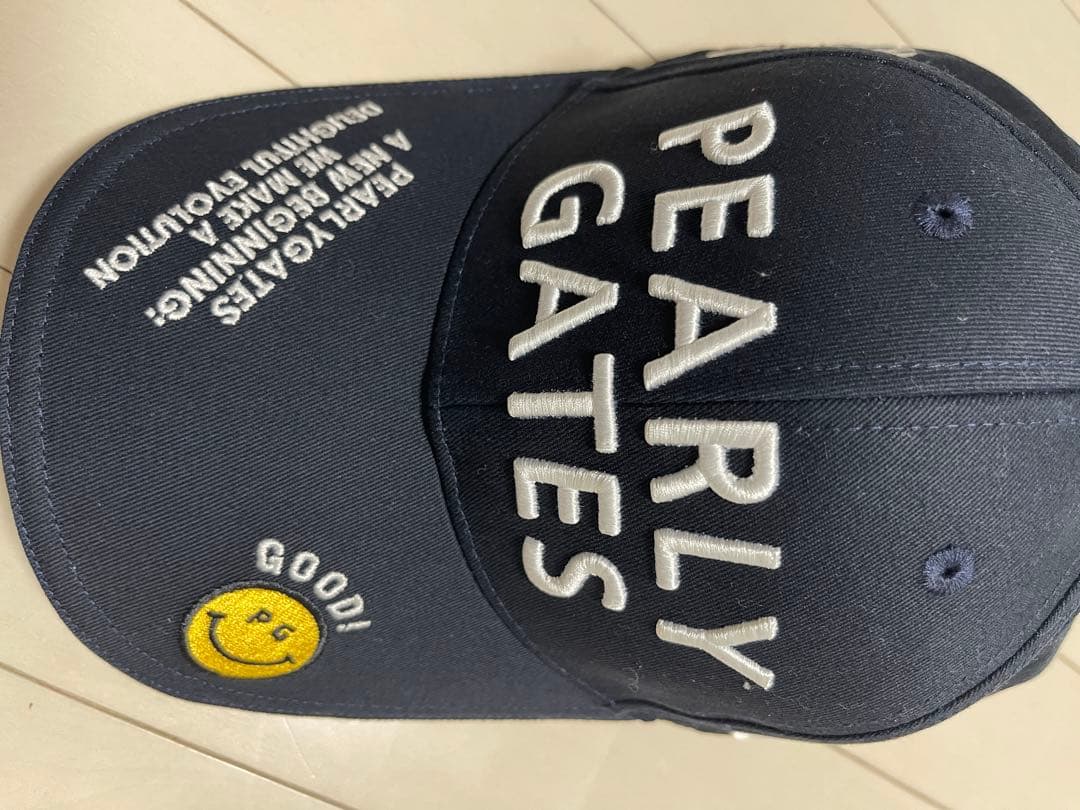 PEARLY
GATES
PEARLYGATES
A NEW BEGINNING:
WE MAKE A
DELIGHTFUL EVOLUTION
GOOD!
PG